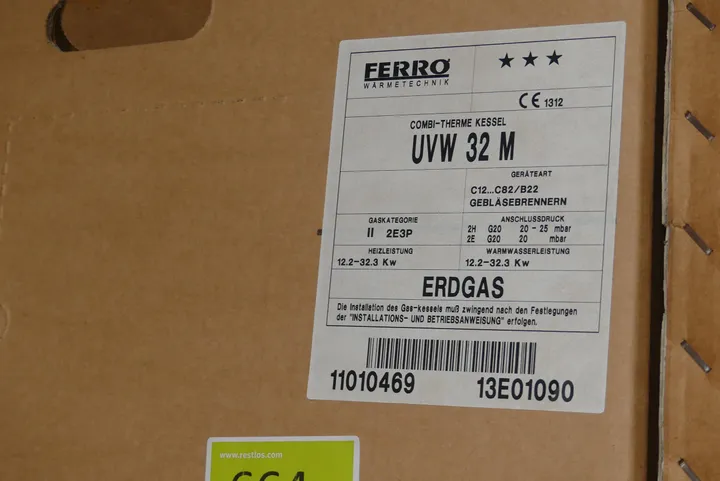 FERRO
WÄRMETECHNIK
★★★
CE 1312
COMBI-THERME KESSEL
UVW 32 M
GERÄTEART
C12...C82/B22
GEBLÄSEBRENNERN
GASKATEGORIE
II 2E3P
ANSCHLUSSDRUCK
2H G20 20 - 25 mbar
2E G20 20 mbar
HEIZLEISTUNG
12.2-32.3 Kw
WARMWASSERLEISTUNG
12.2-32.3 Kw
ERDGAS
Die Installation des Gas-kessels muß zwingend nach den Festlegungen
der "INSTALLATIONS- UND BETRIEBSANWEISUNG" erfolgen.
11010469 13E01090
www.restlos.com